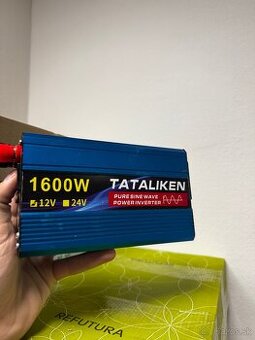 1600W
TATALIKEN
PURE SINE WAVE
POWER INVERTER
12V 24V
REFUTURA